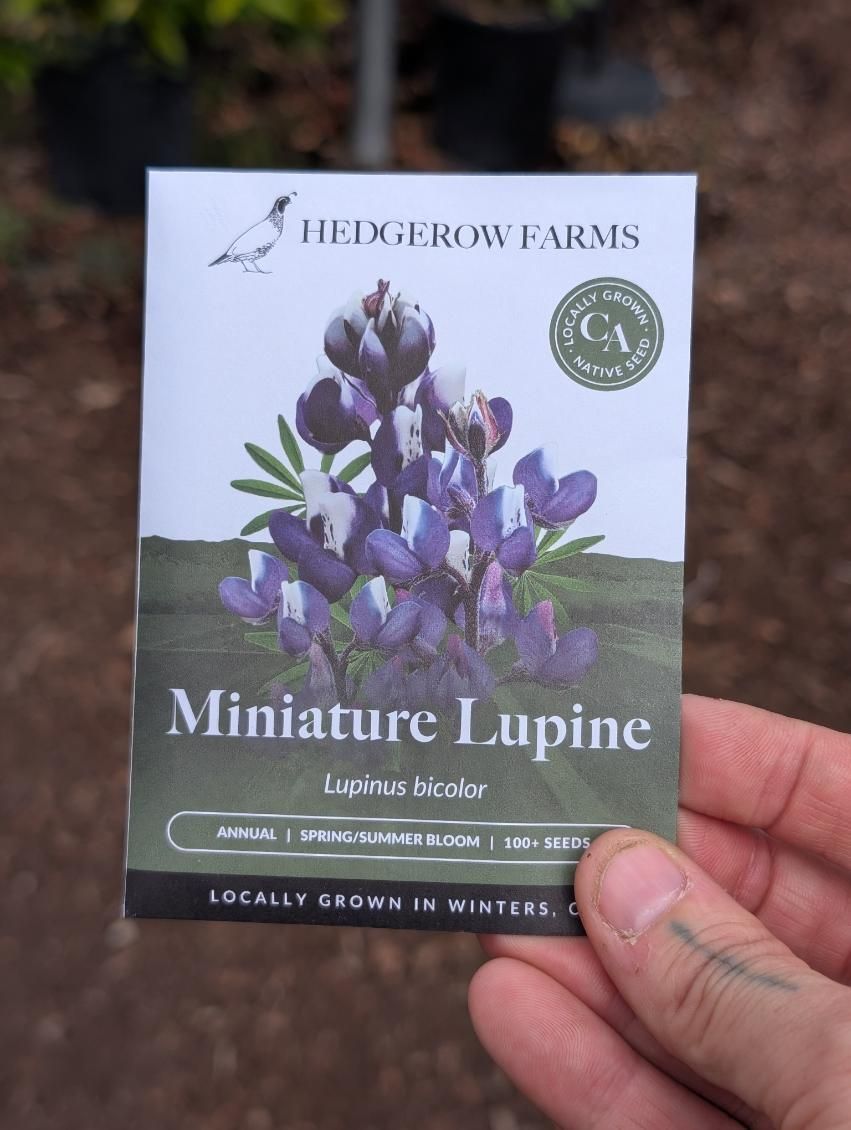 HEDGEROW FARMS
LOCALLY GROWN
CA
NATIVE SEED
Miniature Lupine
Lupinus bicolor
ANNUAL | SPRING/SUMMER BLOOM | 100+ SEEDS
LOCALLY GROWN IN WINTERS,